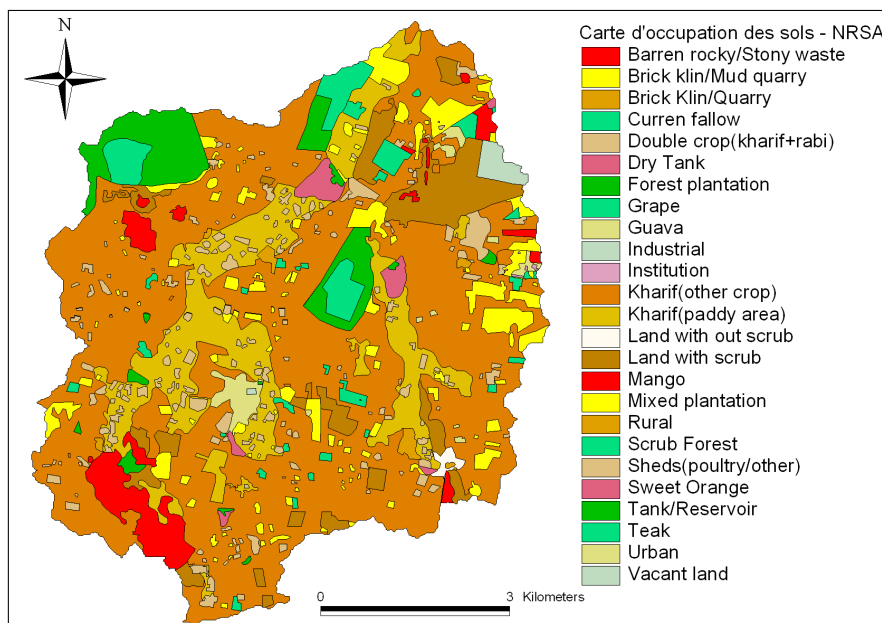 N
Carte d'occupation des sols - NRSA
Barren rocky/Stony waste
Brick klin/Mud quarry
Brick Klin/Quarry
Curren fallow
Double crop(kharif+rabi)
Dry Tank
Forest plantation
Grape
Guava
Industrial
Institution
Kharif(other crop)
Kharif(paddy area)
Land with out scrub
Land with scrub
Mango
Mixed plantation
Rural
Scrub Forest
Sheds(poultry/other)
Sweet Orange
Tank/Reservoir
Teak
Urban
Vacant land
0 3 Kilometers